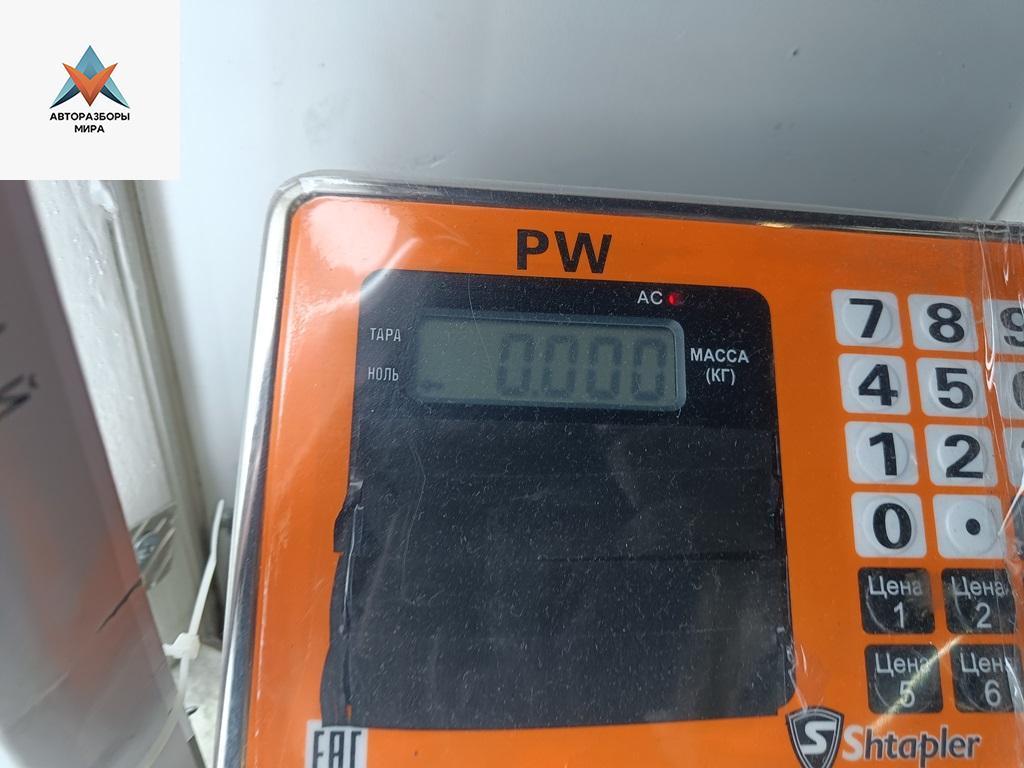 АВТОРАЗБОРЫ
МИРА
PW
AC
ТАРА
НОЛЬ
0.000
МАССА
(КГ)
7 8 9
4 5
1 2
0 .
Цена 1
Цена 2
Цена 5
Цена 6
EAC
S Shtapler